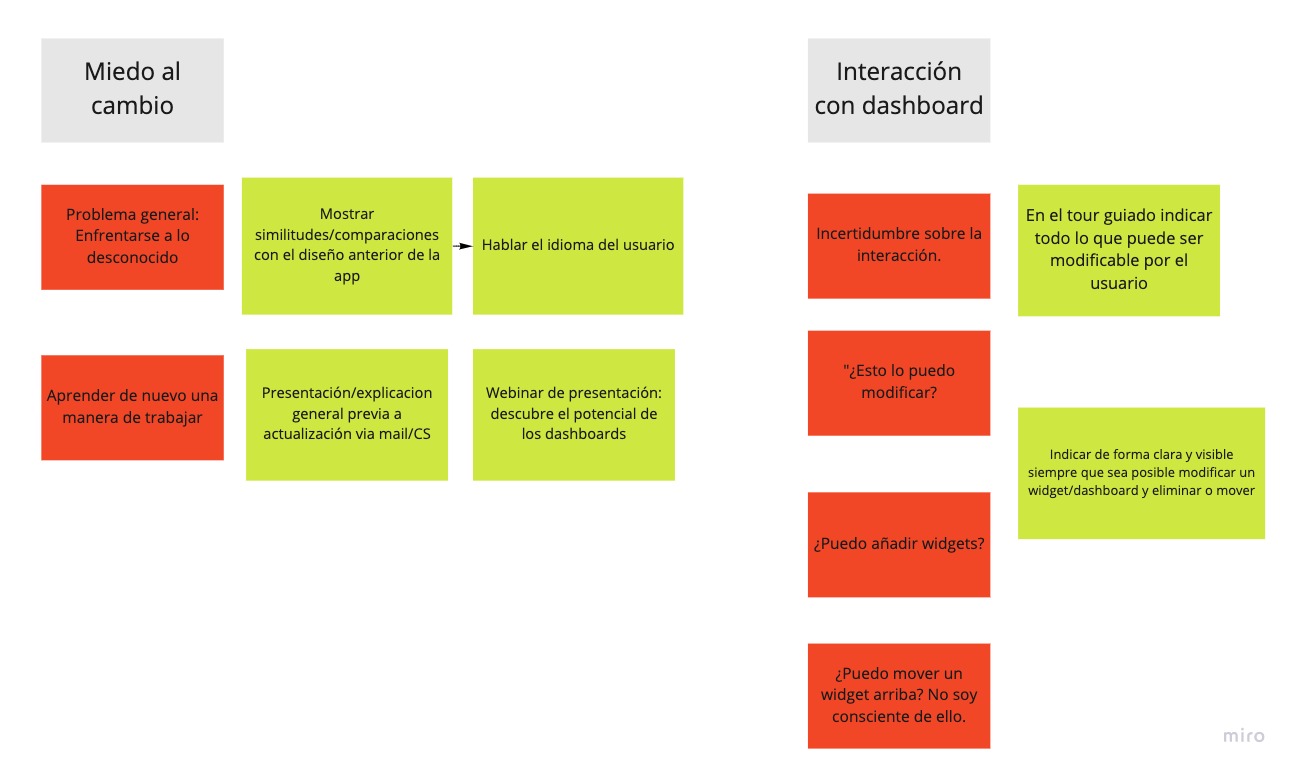 Miedo al
cambio
Problema general:
Enfrentarse a lo
desconocido
Mostrar
similitudes/comparaciones
con el diseño anterior de la
app
Hablar el idioma del usuario
Aprender de nuevo una
manera de trabajar
Presentación/explicacion
general previa a
actualización via mail/CS
Webinar de presentación:
descubre el potencial de
los dashboards
Interacción
con dashboard
Incertidumbre sobre la
interacción.
En el tour guiado indicar
todo lo que puede ser
modificable por el
usuario
"¿Esto lo puedo
modificar?
Indicar de forma clara y visible
siempre que sea posible modificar un
widget/dashboard y eliminar o mover
¿Puedo añadir widgets?
¿Puedo mover un
widget arriba? No soy
consciente de ello.
miro